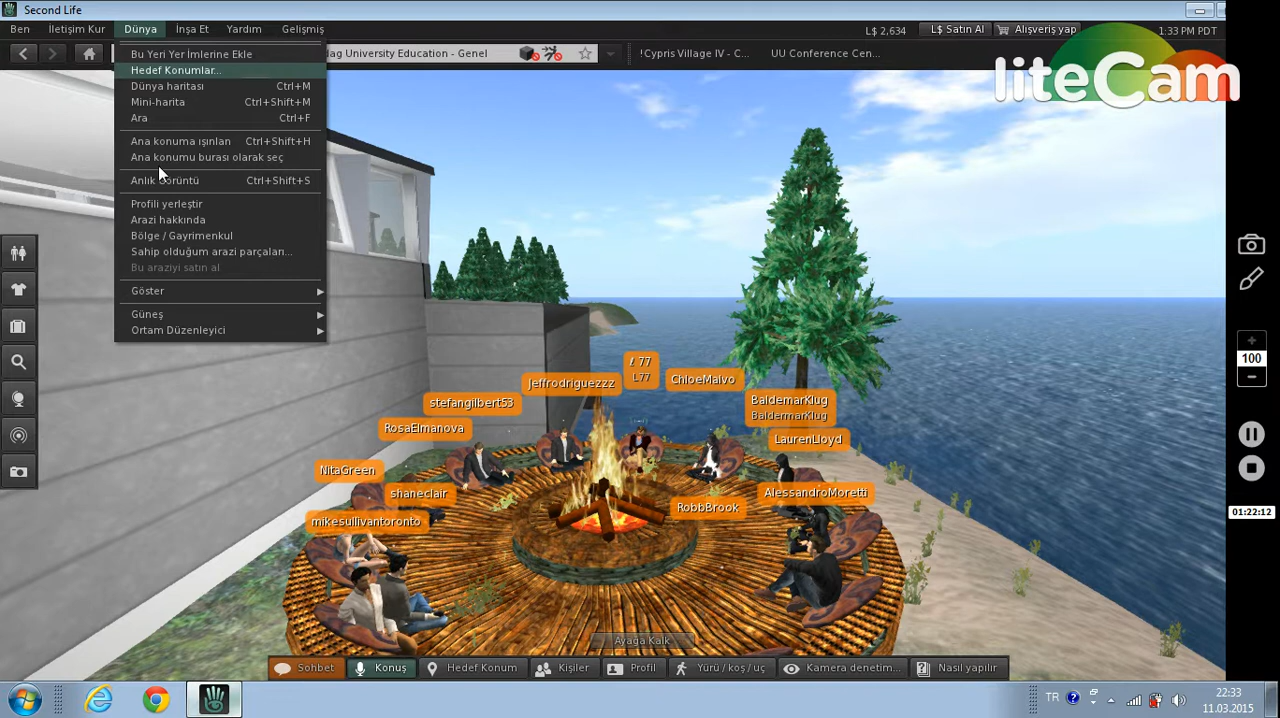 Second Life
Ben İletişim Kur Dünya İnşa Et Yardım Gelişmiş
L$ 2,634 L$ Satın Al Alışveriş yap 1:33 PM PDT
dag University Education - Genel !Cypris Village IV - C... UU Conference Cen...
liteCam
Bu Yeri Yer İmlerine Ekle
Hedef Konumlar...
Dünya haritası Ctrl+M
Mini-harita Ctrl+Shift+M
Ara Ctrl+F
Ana konuma ışınlan Ctrl+Shift+H
Ana konumu burası olarak seç
Anlık Görüntü Ctrl+Shift+S
Profili yerleştir
Arazi hakkında
Bölge / Gayrimenkul
Sahip olduğum arazi parçaları...
Bu araziyi satın al
Göster
Güneş
Ortam Düzenleyici
77
L77
Jeffrodriguezzz
ChloeMalvo
stefangilbert53
BaldemarKlug
BaldermarKlug
RosaElmanova
LaurenLloyd
NitaGreen
shaneclair
AlessandroMoretti
RobbBrook
mikesullivantoronto
100
01:22:12
Ayağa Kalk
Sohbet Konuş Hedef Konum Kişiler Profil Yürü / koş / uç Kamera denetim... Nasıl yapılır
TR 22:33
11.03.2015